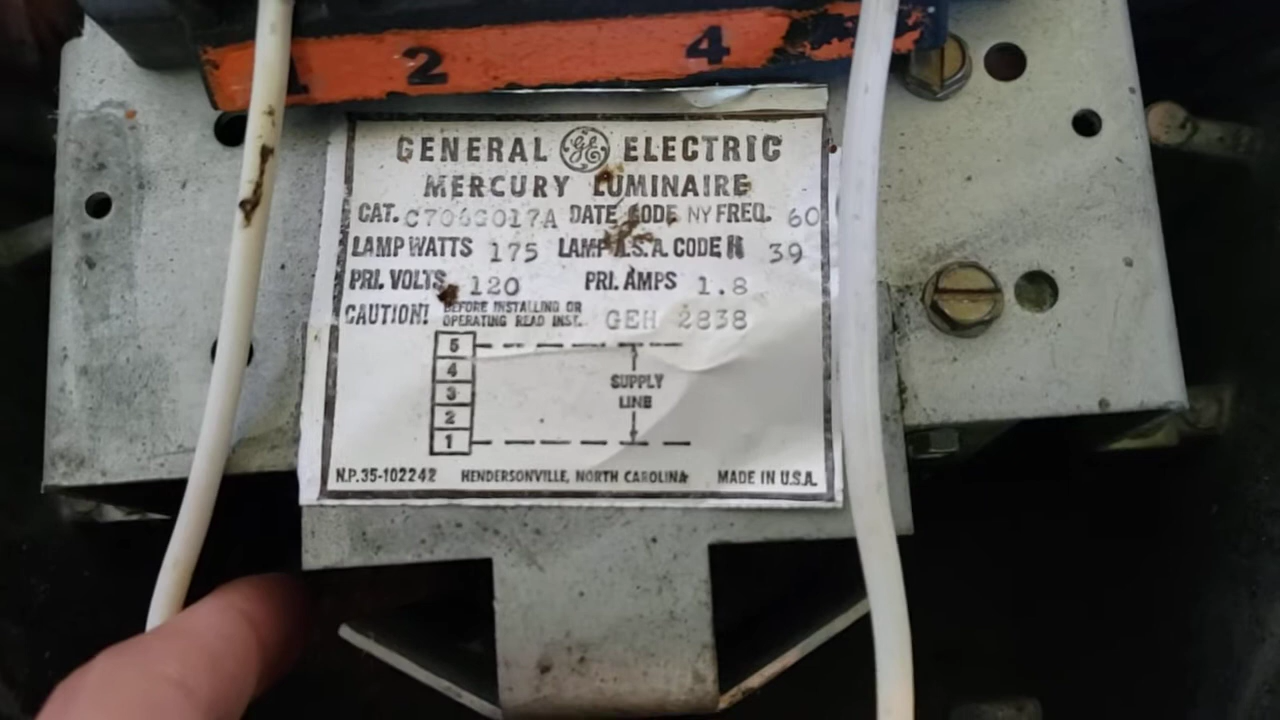 2 4
GENERAL GE ELECTRIC
MERCURY LUMINAIRE
CAT. C706S017A DATE CODE NY FREQ. 60
LAMP WATTS 175 LAMP A.S.A. CODE H 39
PRI. VOLTS 120 PRI. AMPS 1.8
CAUTION! BEFORE INSTALLING OR
OPERATING READ INST. GEH 2838
5
4
3
2
1
SUPPLY
LINE
N.P. 35-102242 HENDERSONVILLE, NORTH CAROLINA MADE IN U.S.A.